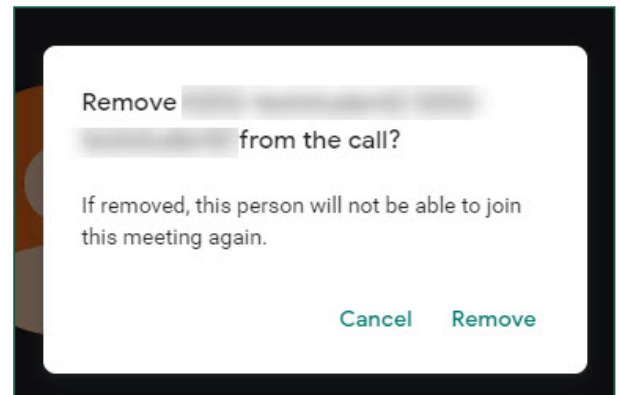 Remove
from the call?
If removed, this person will not be able to join
this meeting again.
Cancel Remove